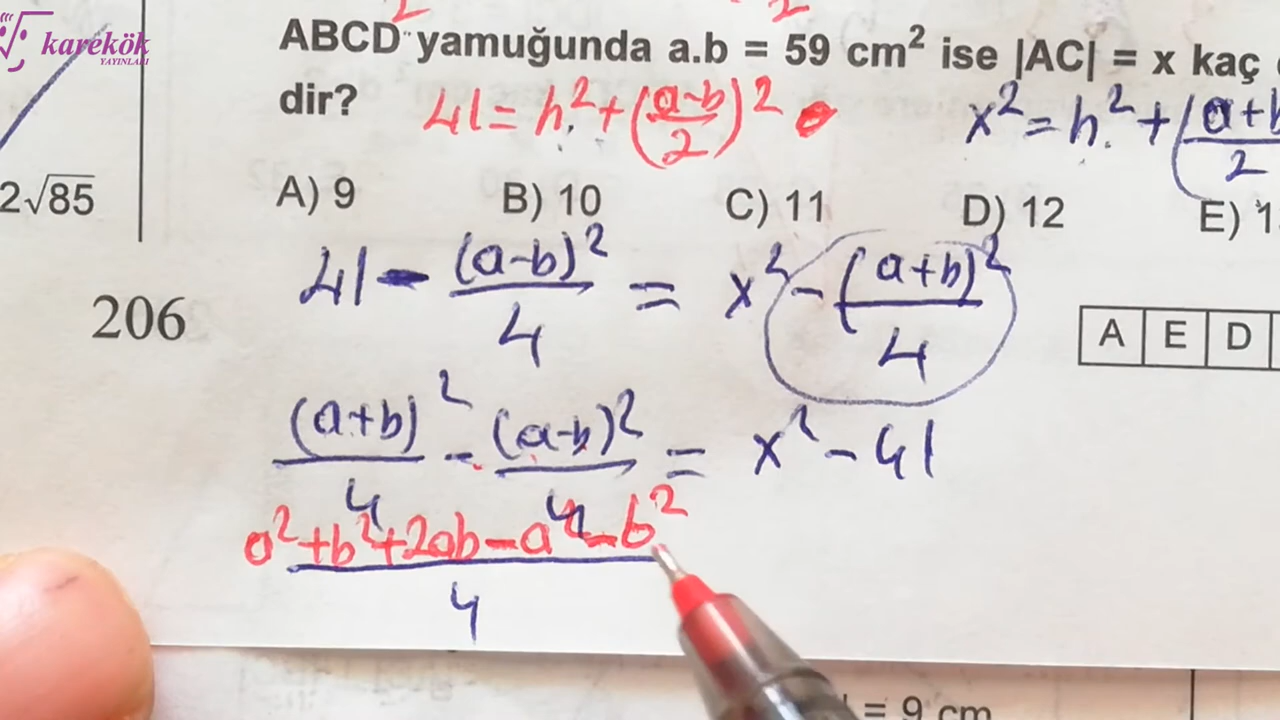 karekök
YAYINLARI
ABCD yamuğunda a.b = 59 cm² ise |AC| = x kaç
dir?
41 = h² + (a-b/2)²
x² = h² + (a+b/2
2√85
A) 9
B) 10
C) 11
D) 12
E) 1
41 - (a-b)²/4 = x² - (a+b)²/4
206
A E D
(a+b)²/4 - (a-b)²/4 = x² - 41
a²+b²+2ab-a²-b²/4
= 9 cm